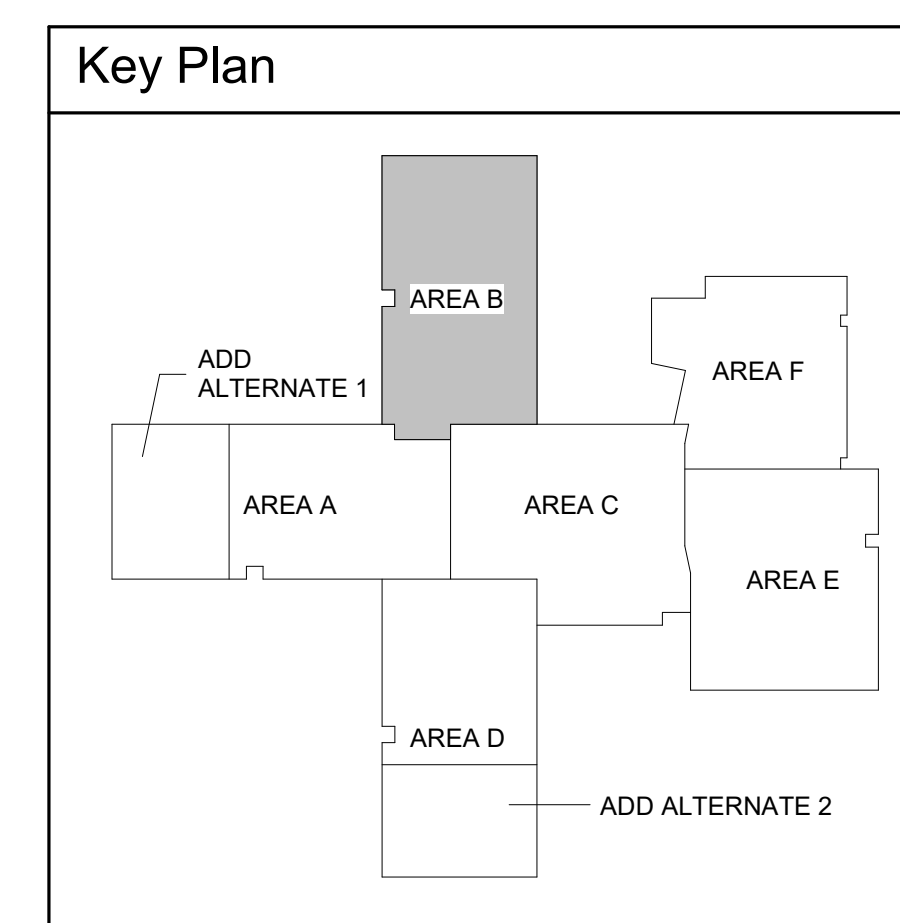 Key Plan
AREA B
ADD
ALTERNATE 1
AREA F
AREA A
AREA C
AREA E
AREA D
ADD ALTERNATE 2